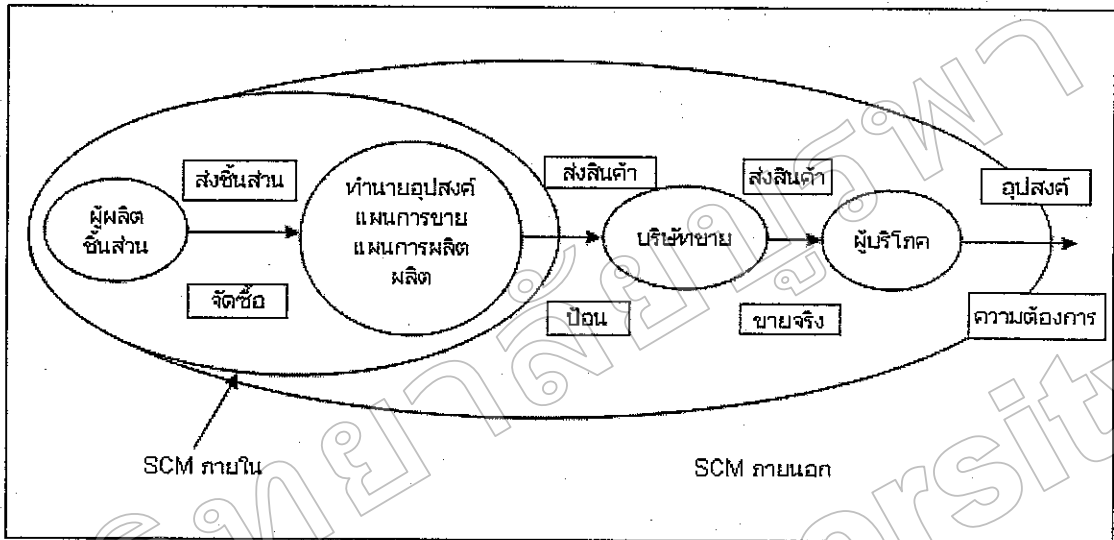 ส่งชิ้นส่วน
ผู้ผลิต
ชิ้นส่วน
จัดซื้อ
ทำนายอุปสงค์
แผนการขาย
แผนการผลิต
ผลิต
ส่งสินค้า
ป้อน
บริษัทขาย
ส่งสินค้า
ขายจริง
ผู้บริโภค
อุปสงค์
ความต้องการ
SCM ภายใน
SCM ภายนอก